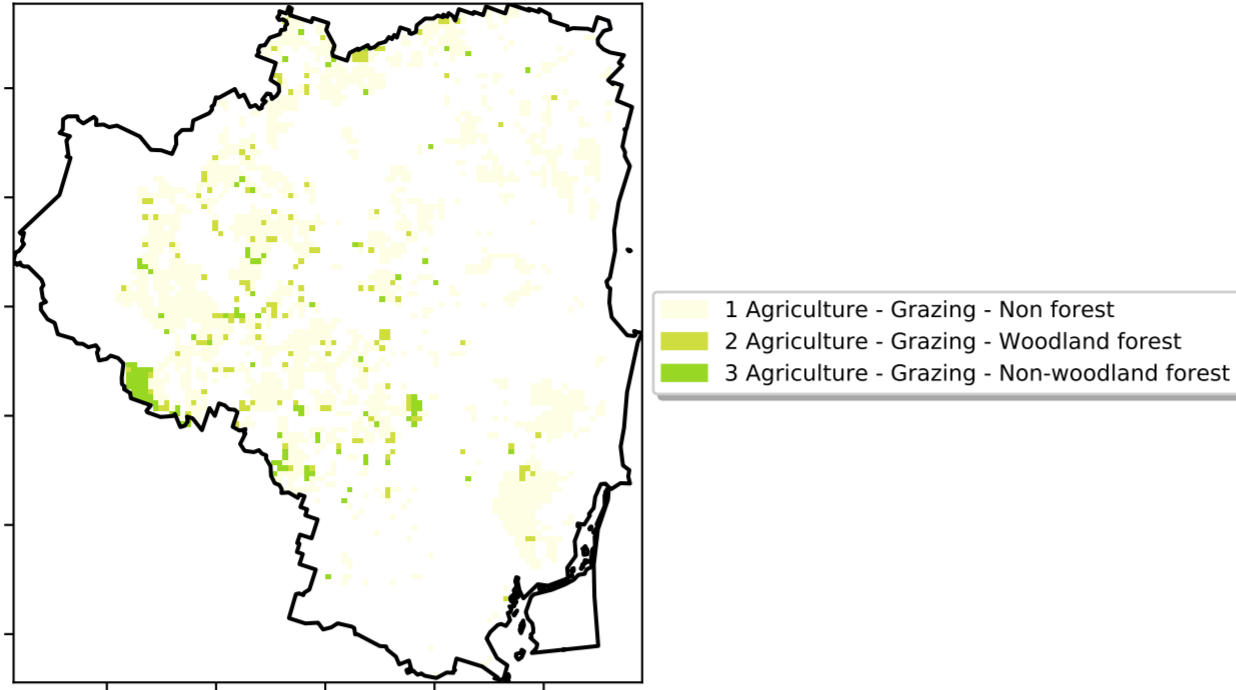 1 Agriculture - Grazing - Non forest
2 Agriculture - Grazing - Woodland forest
3 Agriculture - Grazing - Non-woodland forest